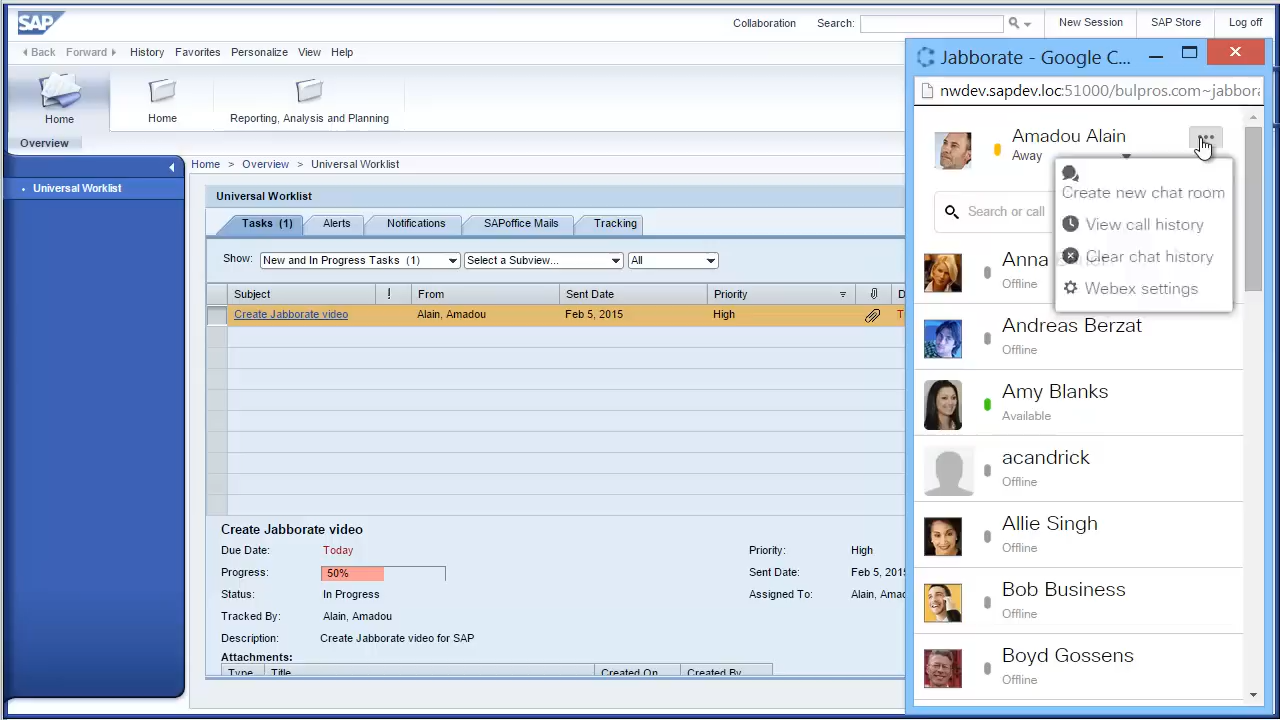 SAP
Collaboration Search: New Session SAP Store Log off
Back Forward History Favorites Personalize View Help
Home Home Reporting, Analysis and Planning
Overview
Universal Worklist
Home > Overview > Universal Worklist
Universal Worklist
Tasks (1) Alerts Notifications SAPoffice Mails Tracking
Show: New and In Progress Tasks (1) Select a Subview... All
Subject ! From Sent Date Priority D
Create Jabborate video Alain, Amadou Feb 5, 2015 High T
Create Jabborate video
Due Date: Today Priority: High
Progress: 50% Sent Date: Feb 5, 2015
Status: In Progress Assigned To: Alain, Ama
Tracked By: Alain, Amadou
Description: Create Jabborate video for SAP
Attachments:
Type Title Created On Created By
Jabborate - Google C...
nwdev.sapdev.loc:51000/bulpros.com~jabbora
Amadou Alain
Away
Create new chat room
Search or call
View call history
Clear chat history
Webex settings
Anna
Offline
Andreas Berzat
Offline
Amy Blanks
Available
acandrick
Offline
Allie Singh
Offline
Bob Business
Offline
Boyd Gossens
Offline